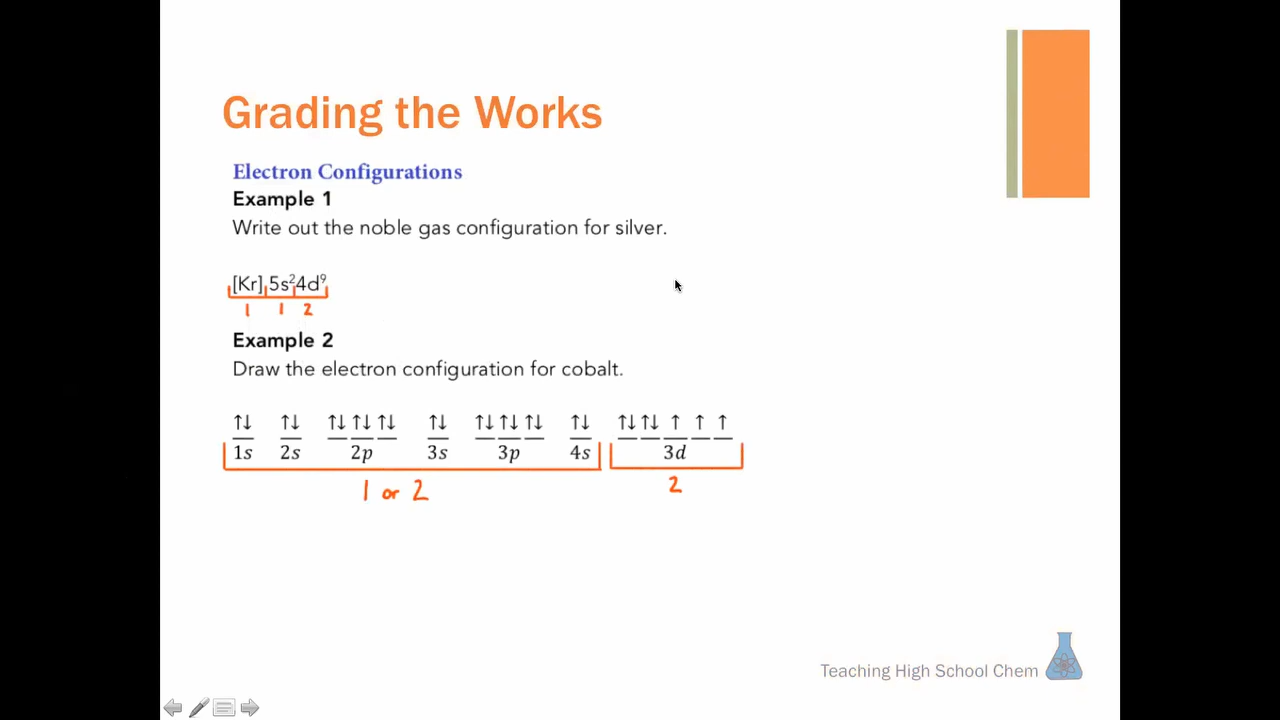 Grading the Works
Electron Configurations
Example 1
Write out the noble gas configuration for silver.
[Kr] 5s²4d⁹
1 1 2
Example 2
Draw the electron configuration for cobalt.
↑↓ ↑↓ ↑↓ ↑↓ ↑↓ ↑↓ ↑↓ ↑↓ ↑↓ ↑↓ ↑↓ ↑↓ ↑ ↑ ↑
1s 2s 2p 3s 3p 4s 3d
1 or 2 2
Teaching High School Chem